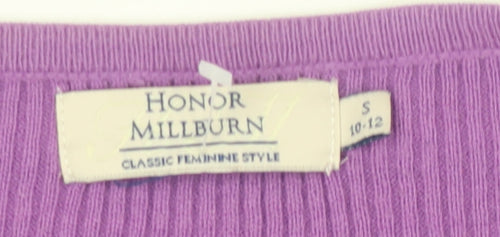 HONOR
MILLBURN
CLASSIC FEMININE STYLE
S
10-12